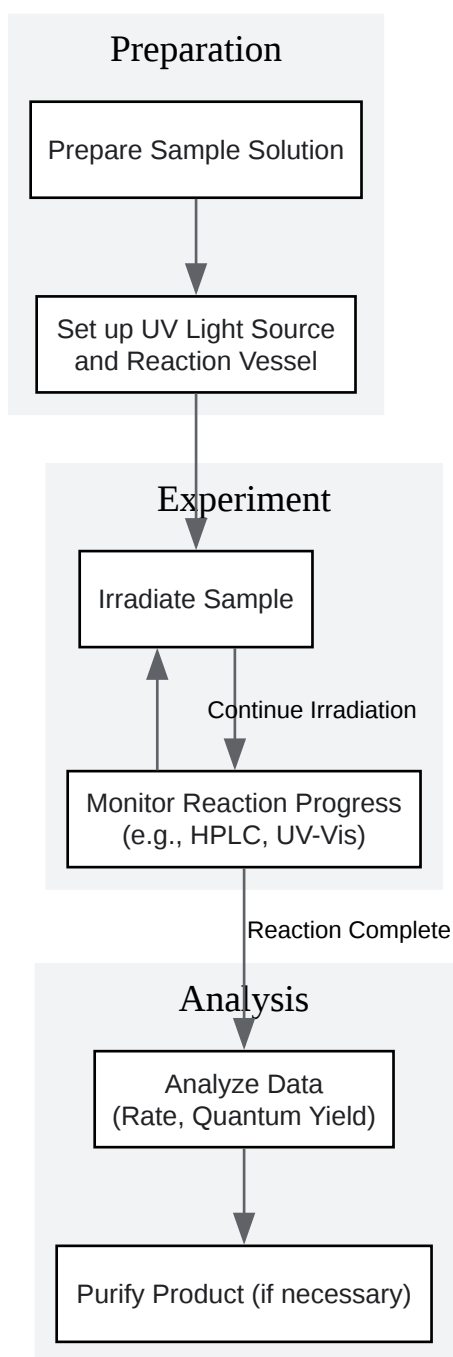 Preparation
Prepare Sample Solution
Set up UV Light Source
and Reaction Vessel
Experiment
Irradiate Sample
Continue Irradiation
Monitor Reaction Progress
(e.g., HPLC, UV-Vis)
Reaction Complete
Analysis
Analyze Data
(Rate, Quantum Yield)
Purify Product (if necessary)